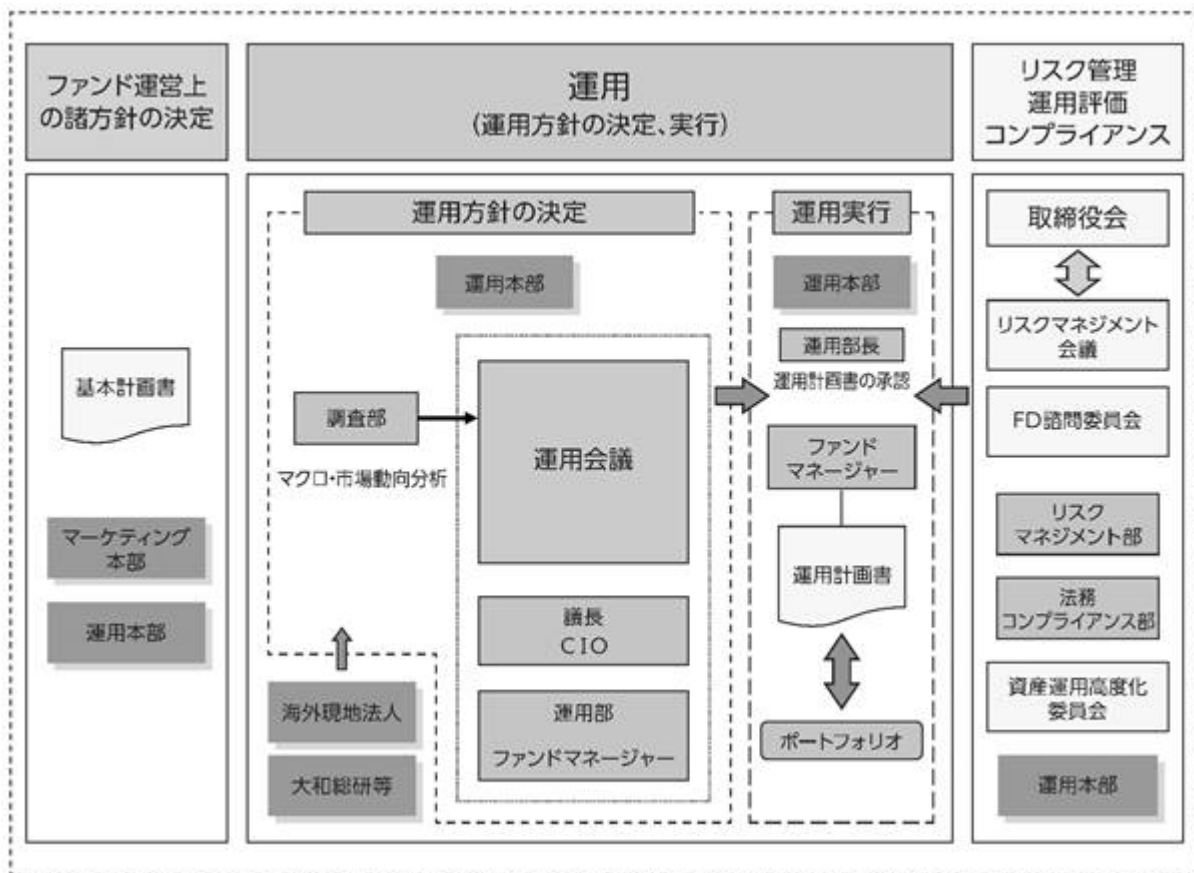 ファンド運営上
の諸方針の決定
運用
(運用方針の決定、実行)
リスク管理
運用評価
コンプライアンス
基本計画書
マーケティング
本部
運用本部
運用方針の決定
運用本部
調査部
マクロ・市場動向分析
運用会議
議長
CIO
運用部
ファンドマネージャー
海外現地法人
大和総研等
運用実行
運用本部
運用部長
運用計画書の承認
ファンド
マネージャー
運用計画書
ポートフォリオ
取締役会
リスクマネジメント
会議
FD諮問委員会
リスク
マネジメント部
法務
コンプライアンス部
資産運用高度化
委員会
運用本部